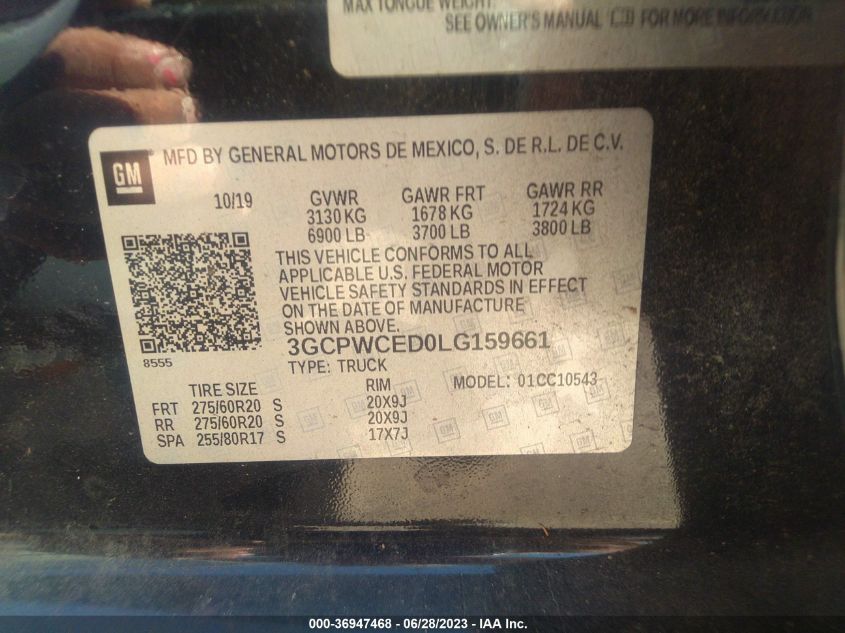 MAX TONGUE WEIGHT:
SEE OWNER'S MANUAL FOR MORE INFORMATION
GM
MFD BY GENERAL MOTORS DE MEXICO, S. DE R.L. DE C.V.
10/19 GVWR GAWR FRT GAWR RR
3130 KG 1678 KG 1724 KG
6900 LB 3700 LB 3800 LB
THIS VEHICLE CONFORMS TO ALL
APPLICABLE U.S. FEDERAL MOTOR
VEHICLE SAFETY STANDARDS IN EFFECT
ON THE DATE OF MANUFACTURE
SHOWN ABOVE.
8555
3GCPWCED0LG159661
TYPE: TRUCK MODEL: 01CC10543
TIRE SIZE RIM
FRT 275/60R20 S 20X9J
RR 275/60R20 S 20X9J
SPA 255/80R17 S 17X7J
000-36947468 - 06/28/2023 - IAA Inc.